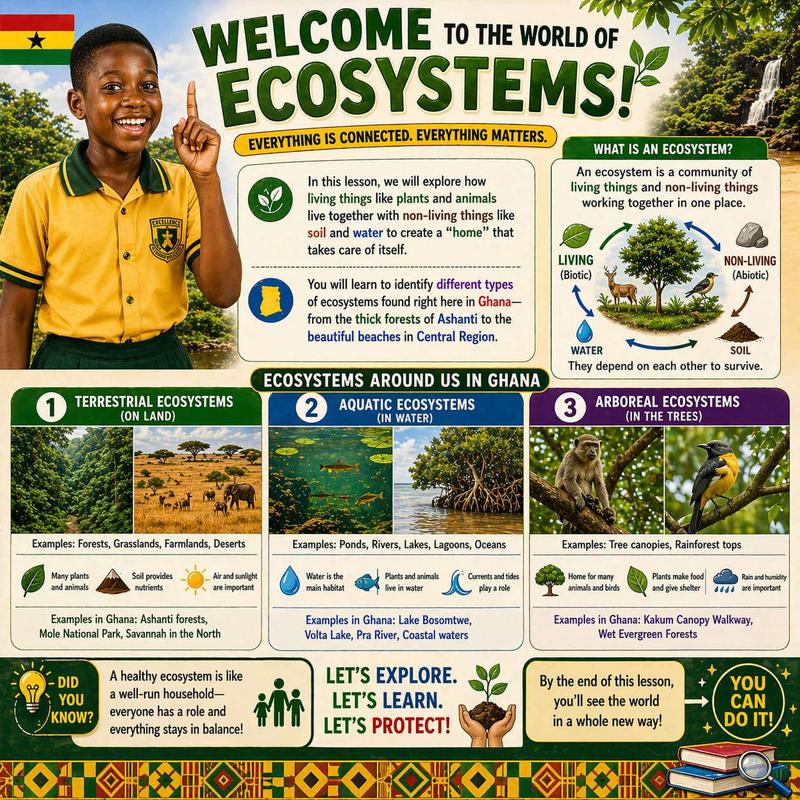 WELCOME TO THE WORLD OF
ECOSYSTEMS!
EVERYTHING IS CONNECTED. EVERYTHING MATTERS.
EXCELLENCE
In this lesson, we will explore how
living things like plants and animals
live together with non-living things like
soil and water to create a “home” that
takes care of itself.
You will learn to identify different types
of ecosystems found right here in Ghana—
from the thick forests of Ashanti to the
beautiful beaches in Central Region.
WHAT IS AN ECOSYSTEM?
An ecosystem is a community of
living things and non-living things
working together in one place.
LIVING
(Biotic)
NON-LIVING
(Abiotic)
WATER
SOIL
They depend on each other to survive.
ECOSYSTEMS AROUND US IN GHANA
1 TERRESTRIAL ECOSYSTEMS
(ON LAND)
Examples: Forests, Grasslands, Farmlands, Deserts
Many plants
and animals
Soil provides
nutrients
Air and sunlight
are important
Examples in Ghana: Ashanti forests,
Mole National Park, Savannah in the North
2 AQUATIC ECOSYSTEMS
(IN WATER)
Examples: Ponds, Rivers, Lakes, Lagoons, Oceans
Water is the
main habitat
Plants and animals
live in water
Currents and tides
play a role
Examples in Ghana: Lake Bosomtwe,
Volta Lake, Pra River, Coastal waters
3 ARBOREAL ECOSYSTEMS
(IN THE TREES)
Examples: Tree canopies, Rainforest tops
Home for many
animals and birds
Plants make food
and give shelter
Rain and humidity
are important
Examples in Ghana: Kakum Canopy Walkway,
Wet Evergreen Forests
DID
YOU
KNOW?
A healthy ecosystem is like
a well-run household—
everyone has a role and
everything stays in balance!
LET’S EXPLORE.
LET’S LEARN.
LET’S PROTECT!
By the end of this lesson,
you’ll see the world
in a whole new way!
YOU
CAN
DO IT!